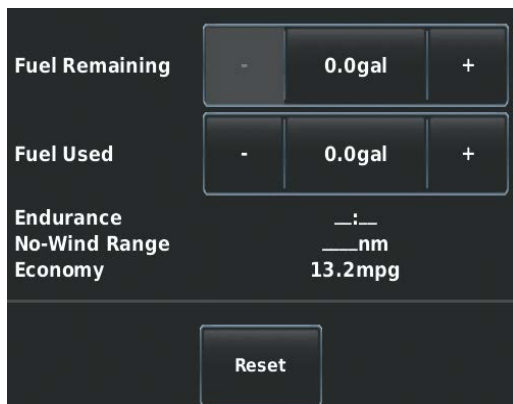 Fuel Remaining - 0.0gal +
Fuel Used - 0.0gal +
Endurance __:__
No-Wind Range ____nm
Economy 13.2mpg
Reset